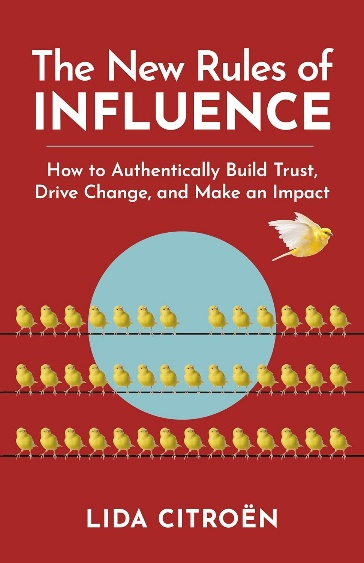 The New Rules of
INFLUENCE
How to Authentically Build Trust,
Drive Change, and Make an Impact
LIDA CITROËN